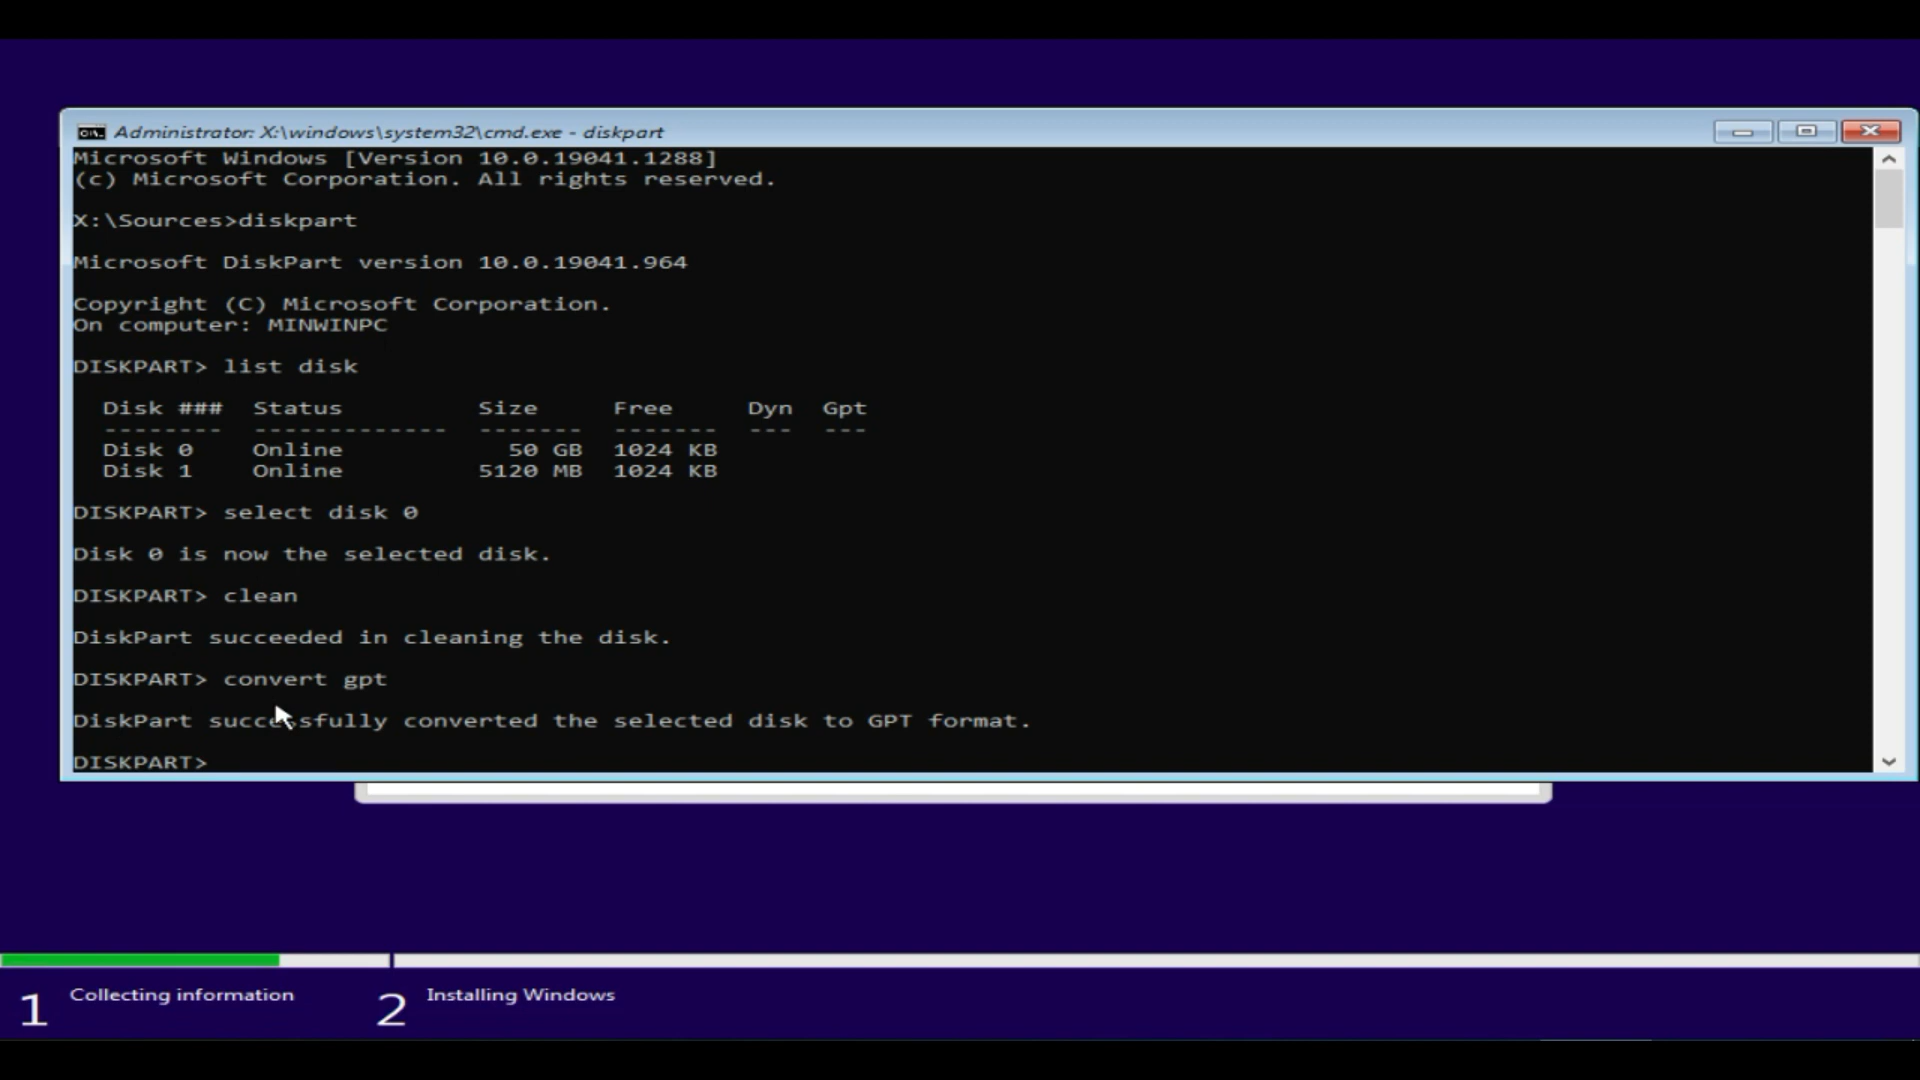 Administrator: X:\windows\system32\cmd.exe - diskpart
Microsoft Windows [Version 10.0.19041.1288]
(c) Microsoft Corporation. All rights reserved.
X:\Sources>diskpart
Microsoft DiskPart version 10.0.19041.964
Copyright (C) Microsoft Corporation.
On computer: MINWINPC
DISKPART> list disk
Disk ###  Status         Size     Free     Dyn  Gpt
--------  -------------  -------  -------  ---  ---
Disk 0    Online           50 GB  1024 KB
Disk 1    Online         5120 MB  1024 KB
DISKPART> select disk 0
Disk 0 is now the selected disk.
DISKPART> clean
DiskPart succeeded in cleaning the disk.
DISKPART> convert gpt
DiskPart successfully converted the selected disk to GPT format.
DISKPART>
1 Collecting information
2 Installing Windows